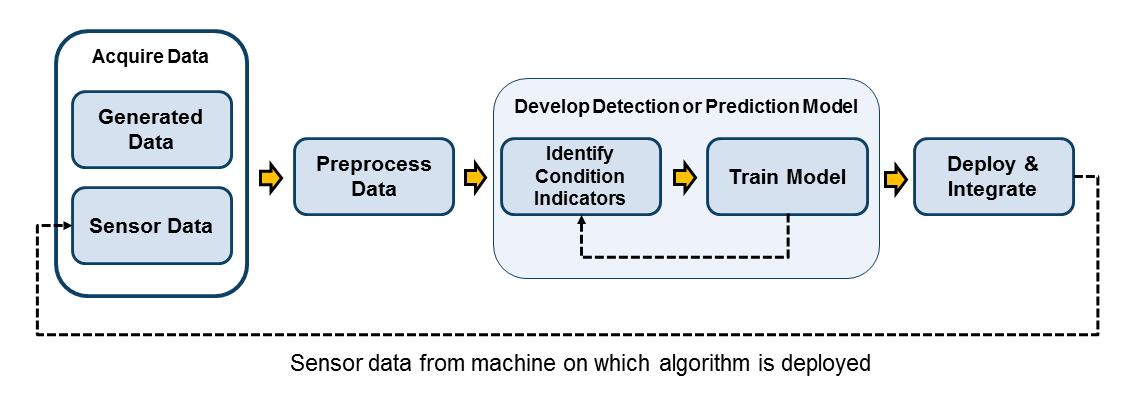 Acquire Data
Generated
Data
Sensor Data
Preprocess
Data
Develop Detection or Prediction Model
Identify
Condition
Indicators
Train Model
Deploy &
Integrate
Sensor data from machine on which algorithm is deployed